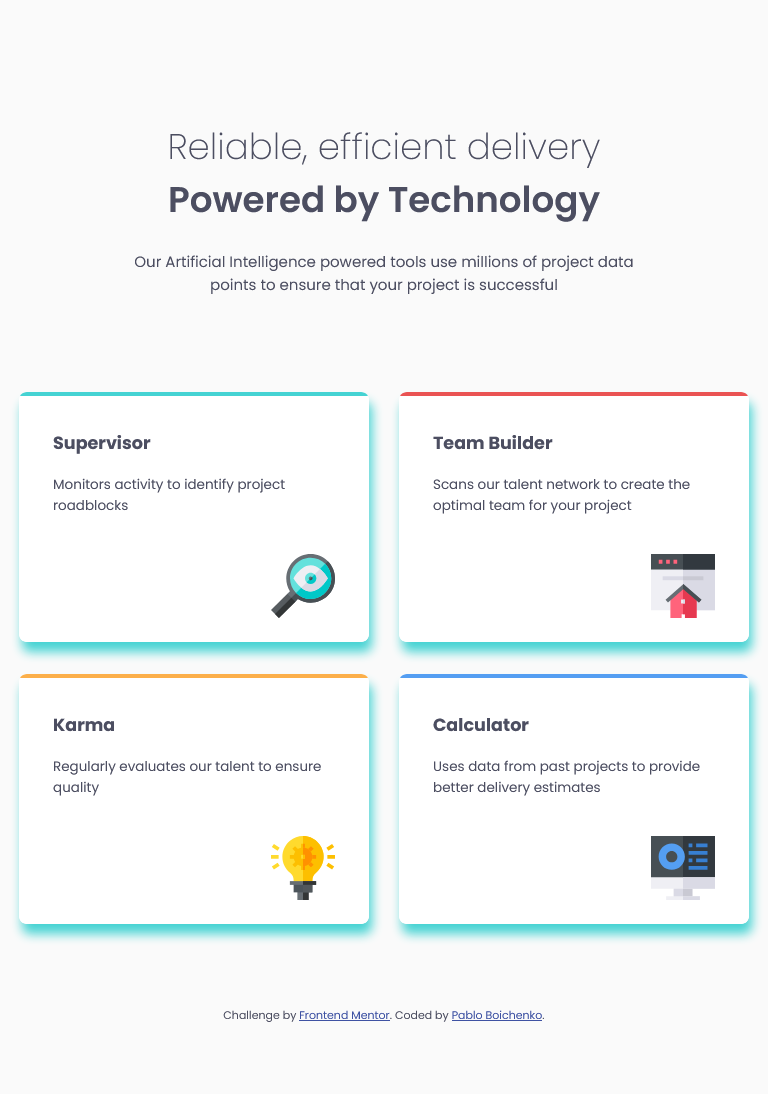 Reliable, efficient delivery
Powered by Technology
Our Artificial Intelligence powered tools use millions of project data
points to ensure that your project is successful
Supervisor
Monitors activity to identify project
roadblocks
Team Builder
Scans our talent network to create the
optimal team for your project
Karma
Regularly evaluates our talent to ensure
quality
Calculator
Uses data from past projects to provide
better delivery estimates
Challenge by Frontend Mentor. Coded by Pablo Boichenko.